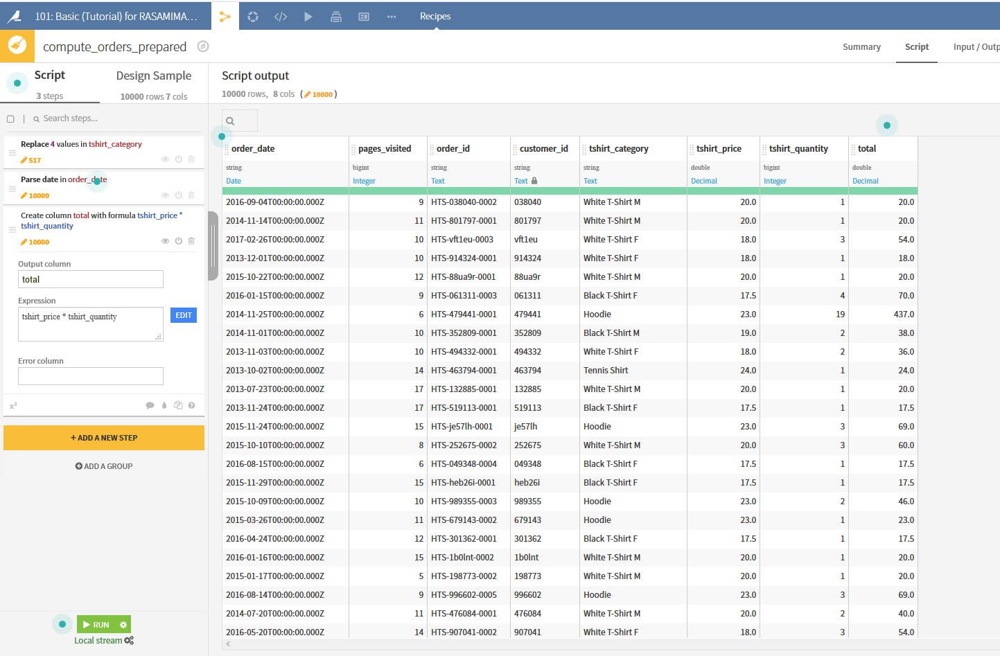 101: Basic (Tutorial) for RASAMIMA...
</>
Recipes
compute_orders_prepared
Summary Script Input / Outp
Script Design Sample
3 steps 10000 rows 7 cols
Script output
10000 rows, 8 cols ( 10000 )
Search steps...
Replace 4 values in tshirt_category
517
Parse date in order_date
10000
Create column total with formula tshirt_price *
tshirt_quantity
10000
Output column
total
Expression
tshirt_price * tshirt_quantity
EDIT
Error column
x²
+ ADD A NEW STEP
ADD A GROUP
RUN
Local stream
order_date pages_visited order_id customer_id tshirt_category tshirt_price tshirt_quantity total
string bigint string string string double bigint double
Date Integer Text Text Text Decimal Integer Decimal
2016-09-04T00:00:00.000Z 9 HTS-038040-0002 038040 White T-Shirt M 20.0 1 20.0
2014-11-14T00:00:00.000Z 11 HTS-801797-0001 801797 White T-Shirt M 20.0 1 20.0
2017-02-26T00:00:00.000Z 10 HTS-vft1eu-0003 vft1eu White T-Shirt F 18.0 3 54.0
2013-12-01T00:00:00.000Z 10 HTS-914324-0001 914324 White T-Shirt F 18.0 1 18.0
2015-10-22T00:00:00.000Z 12 HTS-88ua9r-0001 88ua9r White T-Shirt M 20.0 1 20.0
2016-01-15T00:00:00.000Z 9 HTS-061311-0003 061311 Black T-Shirt F 17.5 4 70.0
2014-11-25T00:00:00.000Z 6 HTS-479441-0001 479441 Hoodie 23.0 19 437.0
2014-11-01T00:00:00.000Z 10 HTS-352809-0001 352809 Black T-Shirt M 19.0 2 38.0
2013-11-03T00:00:00.000Z 10 HTS-494332-0001 494332 White T-Shirt F 18.0 2 36.0
2013-10-02T00:00:00.000Z 14 HTS-463794-0001 463794 Tennis Shirt 24.0 1 24.0
2013-07-23T00:00:00.000Z 17 HTS-132885-0001 132885 White T-Shirt M 20.0 1 20.0
2013-11-24T00:00:00.000Z 17 HTS-519113-0001 519113 Black T-Shirt F 17.5 1 17.5
2015-11-24T00:00:00.000Z 15 HTS-je57lh-0001 je57lh Hoodie 23.0 3 69.0
2015-10-10T00:00:00.000Z 8 HTS-252675-0002 252675 White T-Shirt M 20.0 3 60.0
2016-08-15T00:00:00.000Z 6 HTS-049348-0004 049348 Black T-Shirt F 17.5 1 17.5
2015-11-29T00:00:00.000Z 15 HTS-heb26i-0001 heb26i Black T-Shirt F 17.5 1 17.5
2015-10-09T00:00:00.000Z 10 HTS-989355-0003 989355 Hoodie 23.0 2 46.0
2015-03-26T00:00:00.000Z 11 HTS-679143-0002 679143 Hoodie 23.0 1 23.0
2016-04-24T00:00:00.000Z 12 HTS-301362-0001 301362 Black T-Shirt F 17.5 1 17.5
2016-01-16T00:00:00.000Z 15 HTS-1b0lnt-0002 1b0lnt White T-Shirt M 20.0 1 20.0
2015-01-17T00:00:00.000Z 5 HTS-198773-0002 198773 White T-Shirt M 20.0 1 20.0
2016-08-14T00:00:00.000Z 9 HTS-996602-0005 996602 Hoodie 23.0 3 69.0
2014-07-20T00:00:00.000Z 11 HTS-476084-0001 476084 White T-Shirt M 20.0 2 40.0
2016-05-20T00:00:00.000Z 14 HTS-907041-0002 907041 White T-Shirt F 18.0 3 54.0